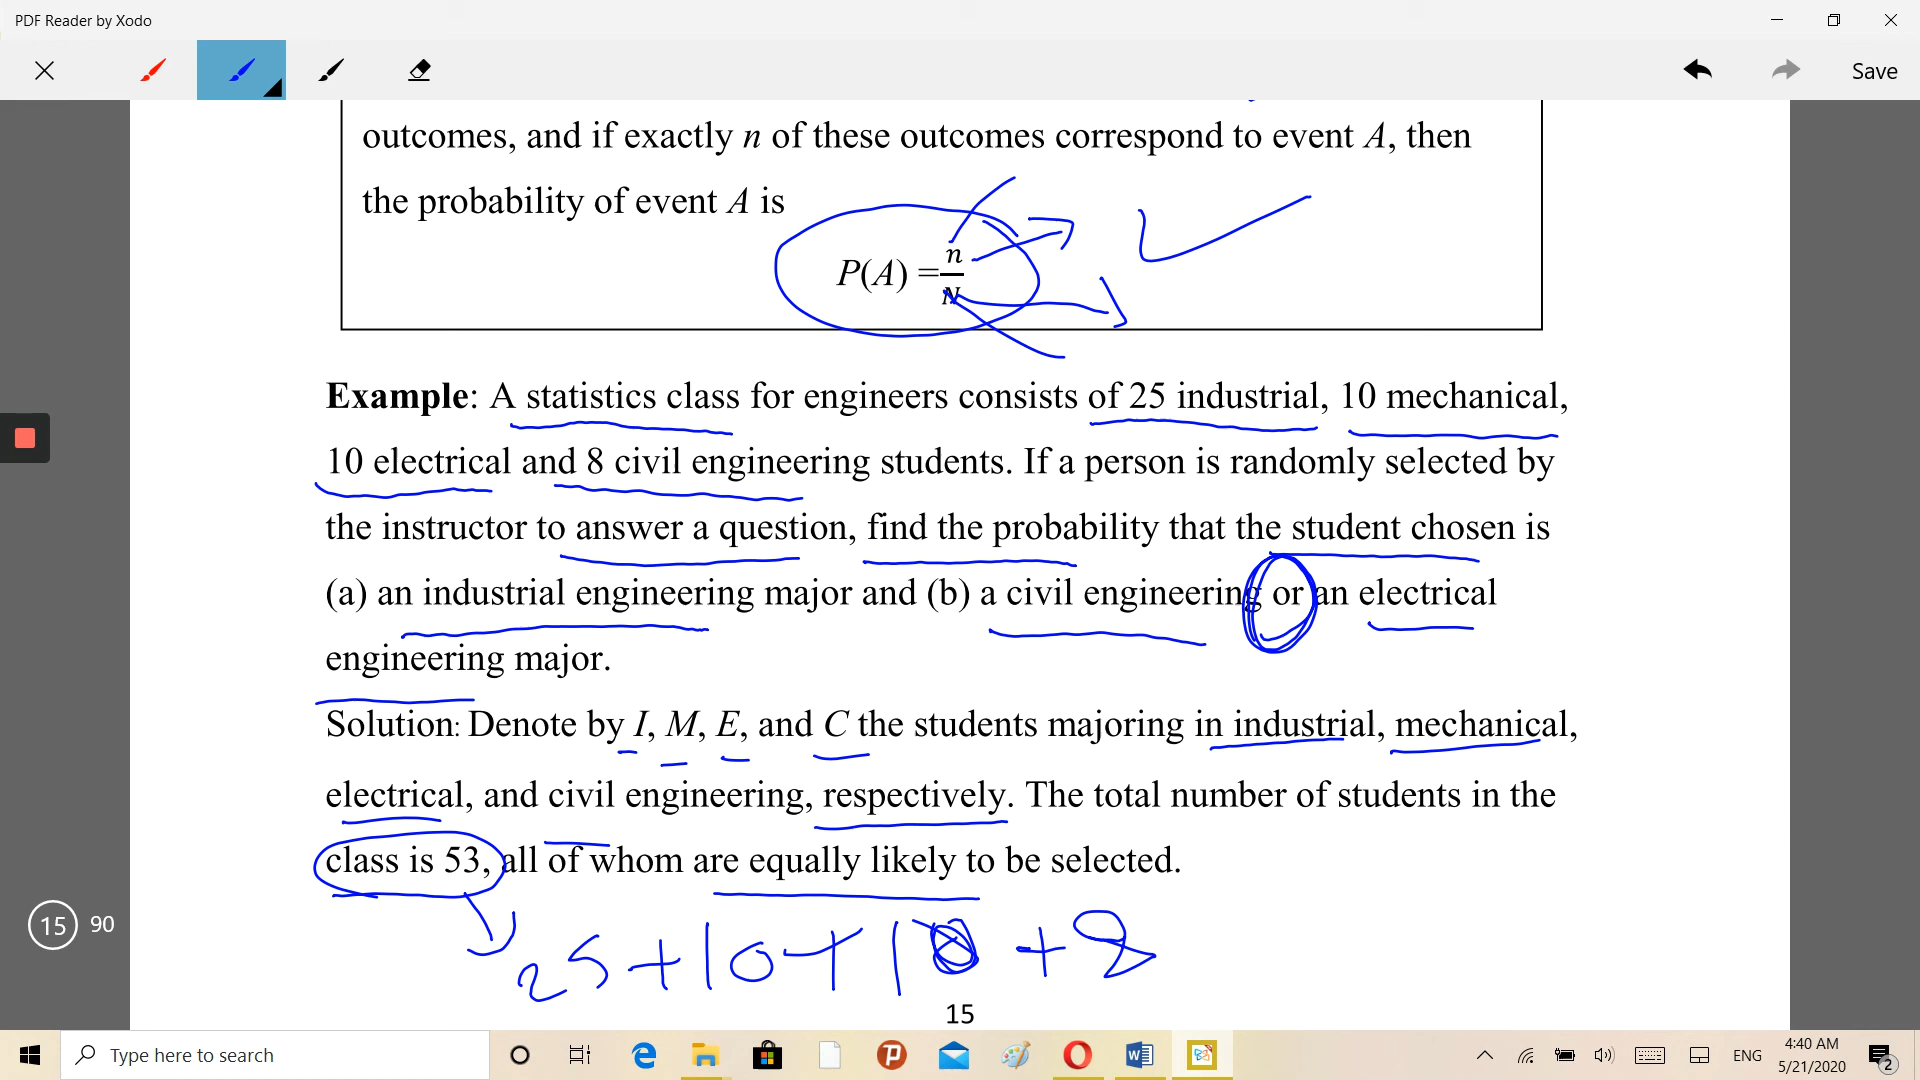 PDF Reader by Xodo
Save
outcomes, and if exactly n of these outcomes correspond to event A, then
the probability of event A is
P(A) = n/N
Example: A statistics class for engineers consists of 25 industrial, 10 mechanical,
10 electrical and 8 civil engineering students. If a person is randomly selected by
the instructor to answer a question, find the probability that the student chosen is
(a) an industrial engineering major and (b) a civil engineering or an electrical
engineering major.
Solution: Denote by I, M, E, and C the students majoring in industrial, mechanical,
electrical, and civil engineering, respectively. The total number of students in the
class is 53, all of whom are equally likely to be selected.
15 90
25+10+10+8
15
Type here to search
ENG
4:40 AM
5/21/2020
2